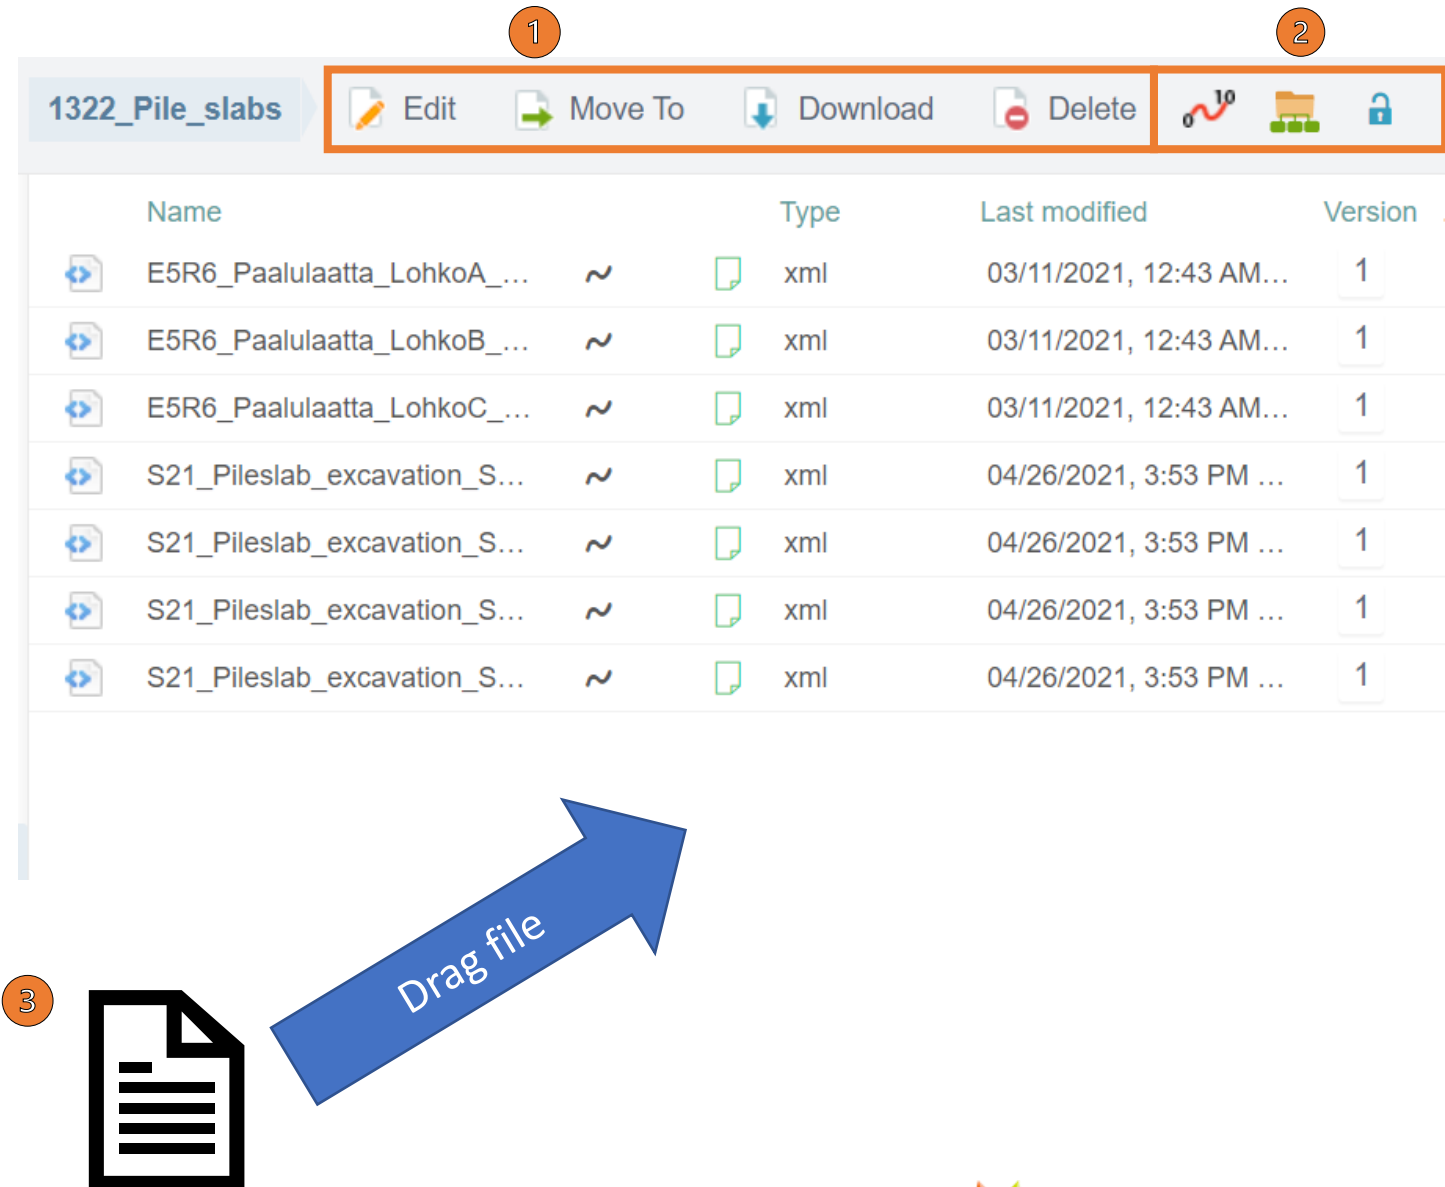 1 2
1322_Pile_slabs Edit Move To Download Delete 0 10
Name Type Last modified Version
E5R6_Paalulaatta_LohkoA_... xml 03/11/2021, 12:43 AM... 1
E5R6_Paalulaatta_LohkoB_... xml 03/11/2021, 12:43 AM... 1
E5R6_Paalulaatta_LohkoC_... xml 03/11/2021, 12:43 AM... 1
S21_Pileslab_excavation_S... xml 04/26/2021, 3:53 PM ... 1
S21_Pileslab_excavation_S... xml 04/26/2021, 3:53 PM ... 1
S21_Pileslab_excavation_S... xml 04/26/2021, 3:53 PM ... 1
S21_Pileslab_excavation_S... xml 04/26/2021, 3:53 PM ... 1
Drag file
3